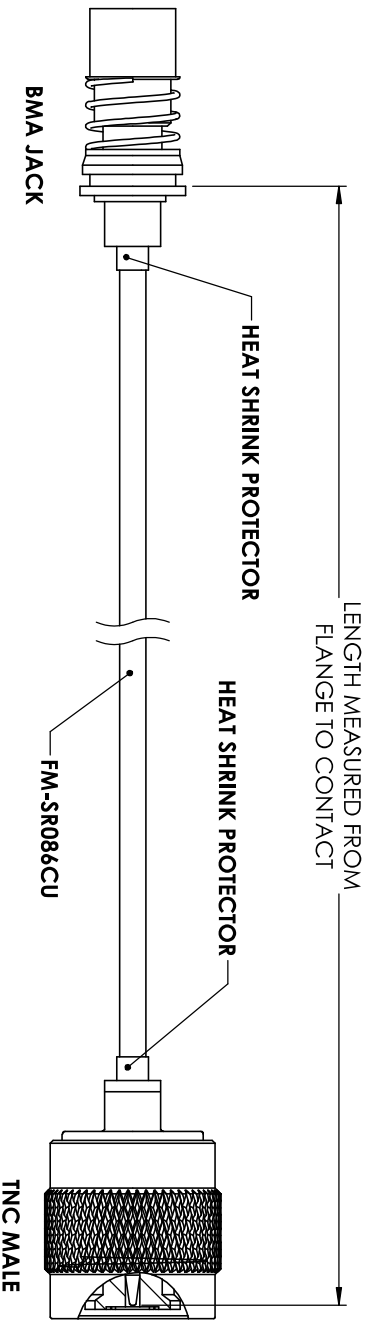 LENGTH MEASURED FROM
FLANGE TO CONTACT
HEAT SHRINK PROTECTOR
HEAT SHRINK PROTECTOR
FM-SR086CU
BMA JACK
TNC MALE